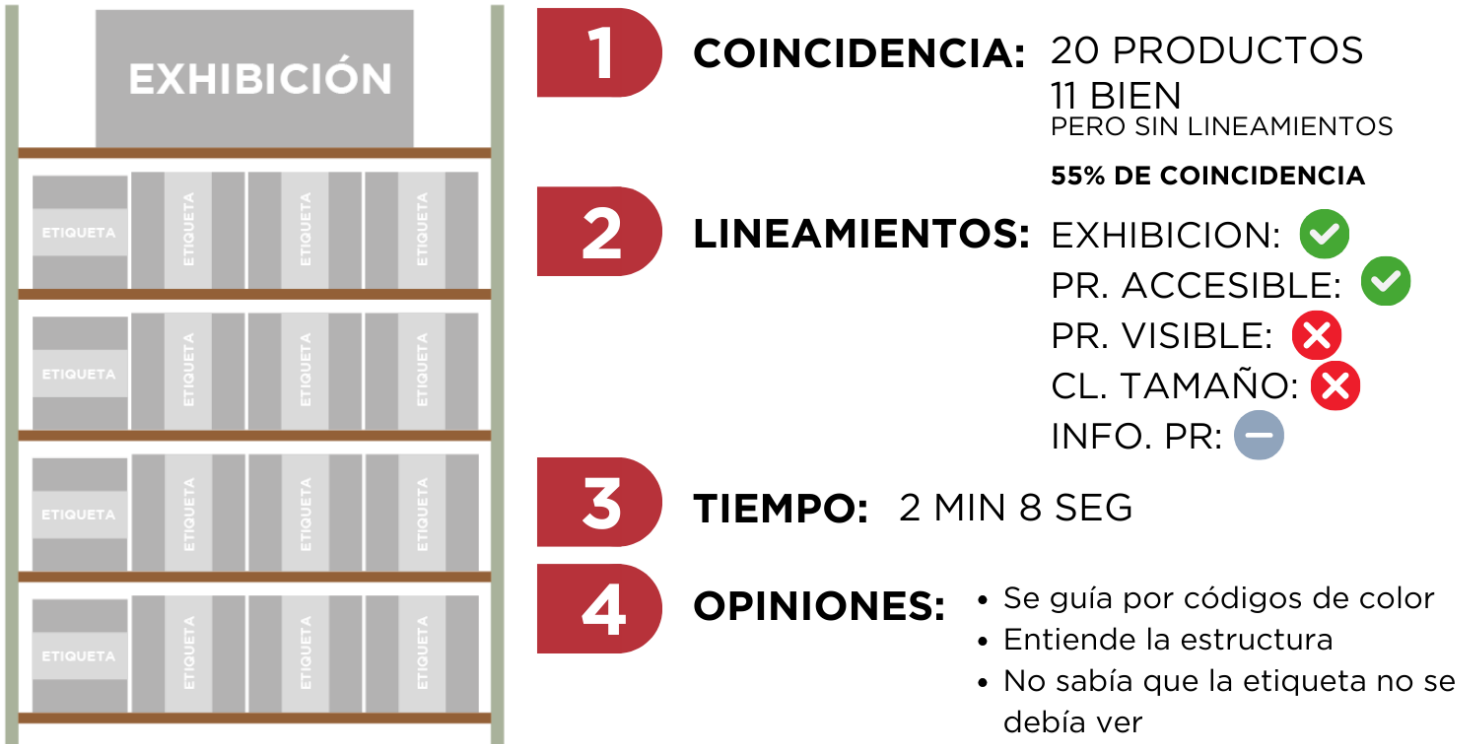 EXHIBICIÓN
ETIQUETA ETIQUETA ETIQUETA ETIQUETA
ETIQUETA ETIQUETA ETIQUETA ETIQUETA
ETIQUETA ETIQUETA ETIQUETA ETIQUETA
ETIQUETA ETIQUETA ETIQUETA ETIQUETA
1 COINCIDENCIA: 20 PRODUCTOS
11 BIEN
PERO SIN LINEAMIENTOS
55% DE COINCIDENCIA
2 LINEAMIENTOS: EXHIBICION:
PR. ACCESIBLE:
PR. VISIBLE:
CL. TAMAÑO:
INFO. PR:
3 TIEMPO: 2 MIN 8 SEG
4 OPINIONES: • Se guía por códigos de color
• Entiende la estructura
• No sabía que la etiqueta no se
debía ver